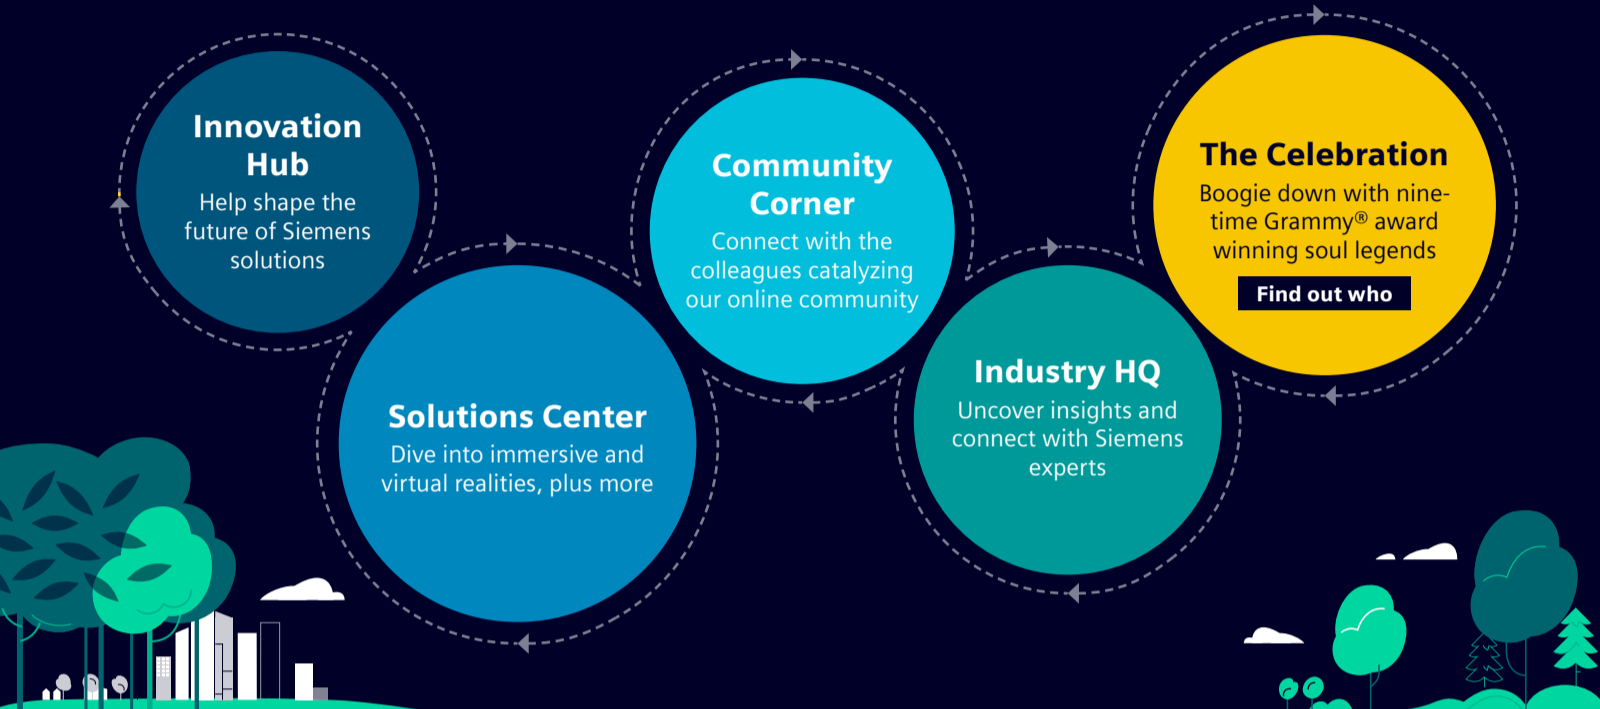 Innovation
Hub
Help shape the
future of Siemens
solutions
Solutions Center
Dive into immersive and
virtual realities, plus more
Community
Corner
Connect with the
colleagues catalyzing
our online community
Industry HQ
Uncover insights and
connect with Siemens
experts
The Celebration
Boogie down with nine-
time Grammy® award
winning soul legends
Find out who